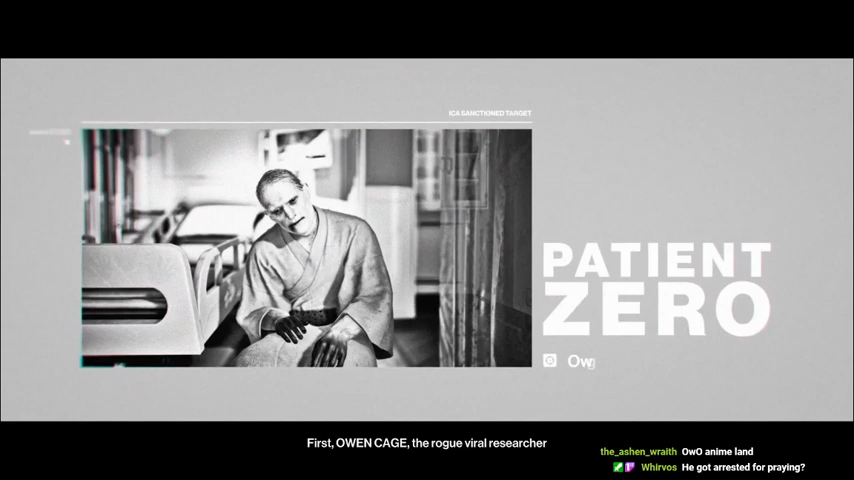 ICA SANCTIONED TARGET
PATIENT
ZERO
Ow
First, OWEN CAGE, the rogue viral researcher
the_ashen_wraith OwO anime land
Whirvos He got arrested for praying?